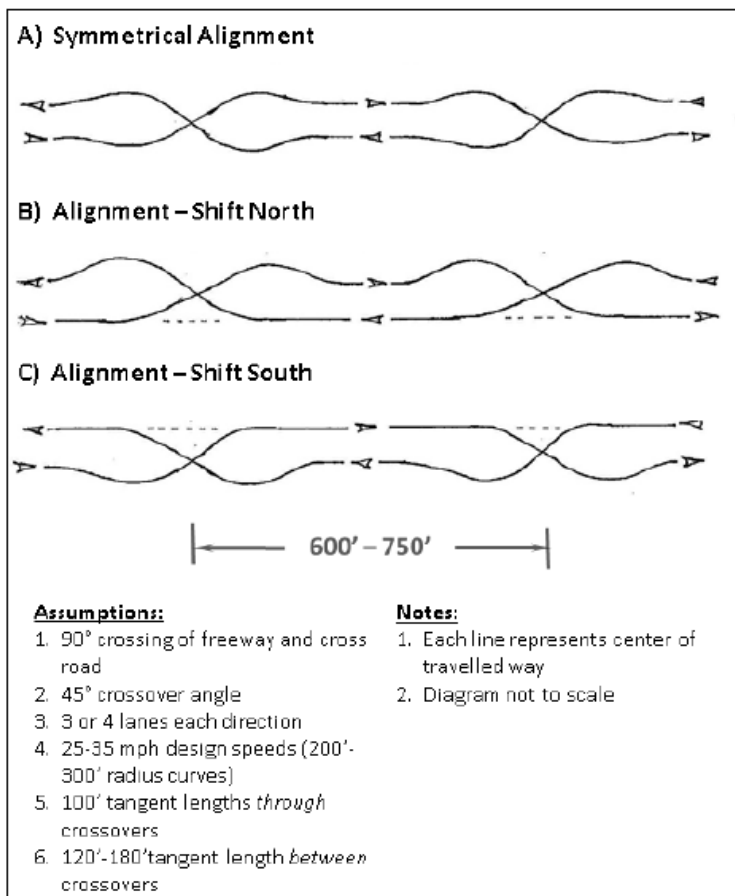 A) Symmetrical Alignment
B) Alignment – Shift North
C) Alignment – Shift South
600' – 750'
Assumptions:
1. 90° crossing of freeway and cross
road
2. 45° crossover angle
3. 3 or 4 lanes each direction
4. 25-35 mph design speeds (200'-
300' radius curves)
5. 100' tangent lengths through
crossovers
6. 120'-180'tangent length between
crossovers
Notes:
1. Each line represents center of
travelled way
2. Diagram not to scale